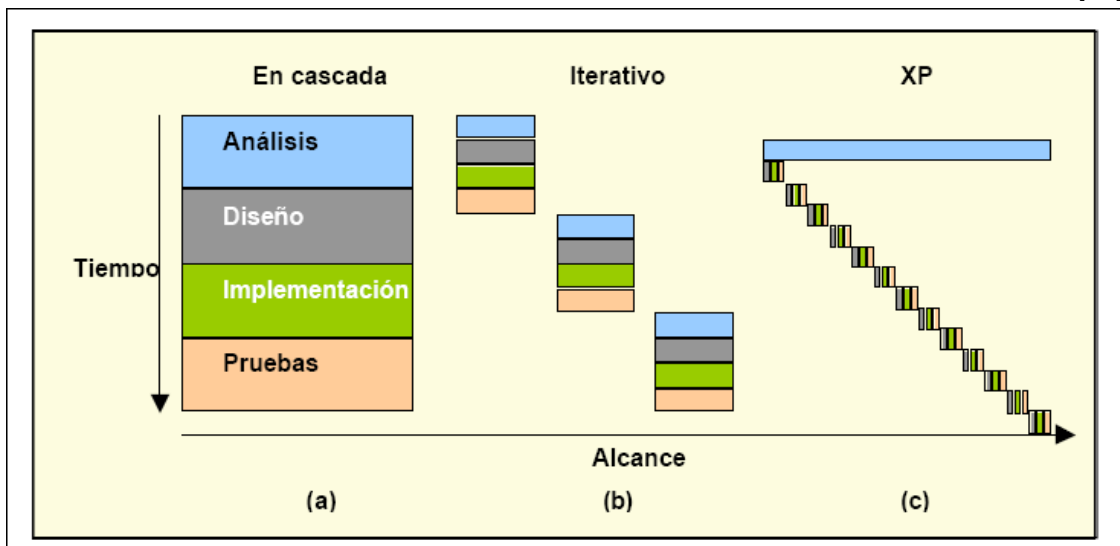 En cascada Iterativo XP
Análisis
Diseño
Tiempo
Implementación
Pruebas
Alcance
(a) (b) (c)